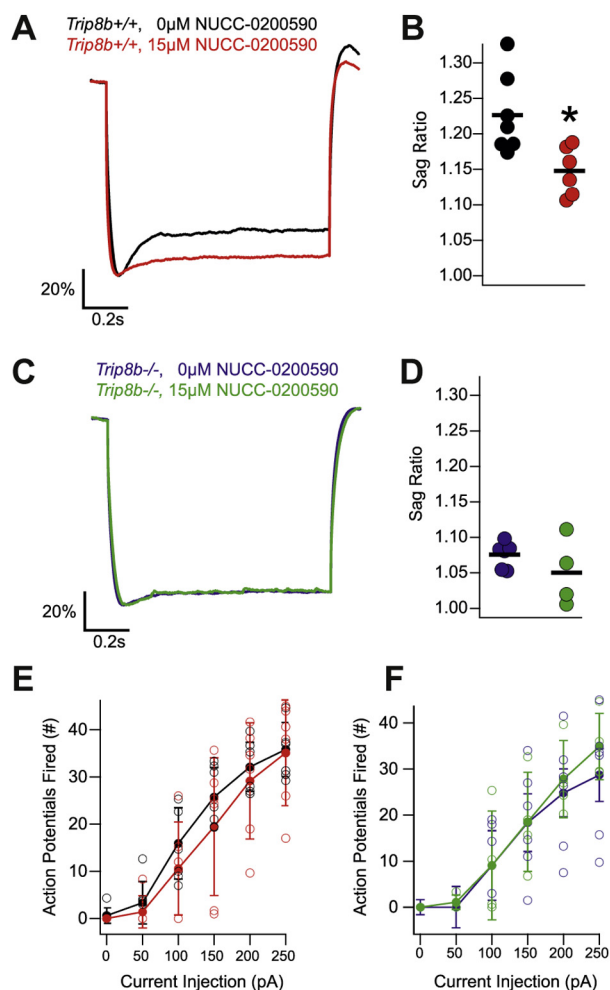 A
Trip8b+/+, 0µM NUCC-0200590
Trip8b+/+, 15µM NUCC-0200590
20%
0.2s
B
Sag Ratio
1.30
1.25
1.20
1.15
1.10
1.05
1.00
*
C
Trip8b-/-, 0µM NUCC-0200590
Trip8b-/-, 15µM NUCC-0200590
20%
0.2s
D
Sag Ratio
1.30
1.25
1.20
1.15
1.10
1.05
1.00
E
Action Potentials Fired (#)
40
30
20
10
0
0 50 100 150 200 250
Current Injection (pA)
F
Action Potentials Fired (#)
40
30
20
10
0
0 50 100 150 200 250
Current Injection (pA)